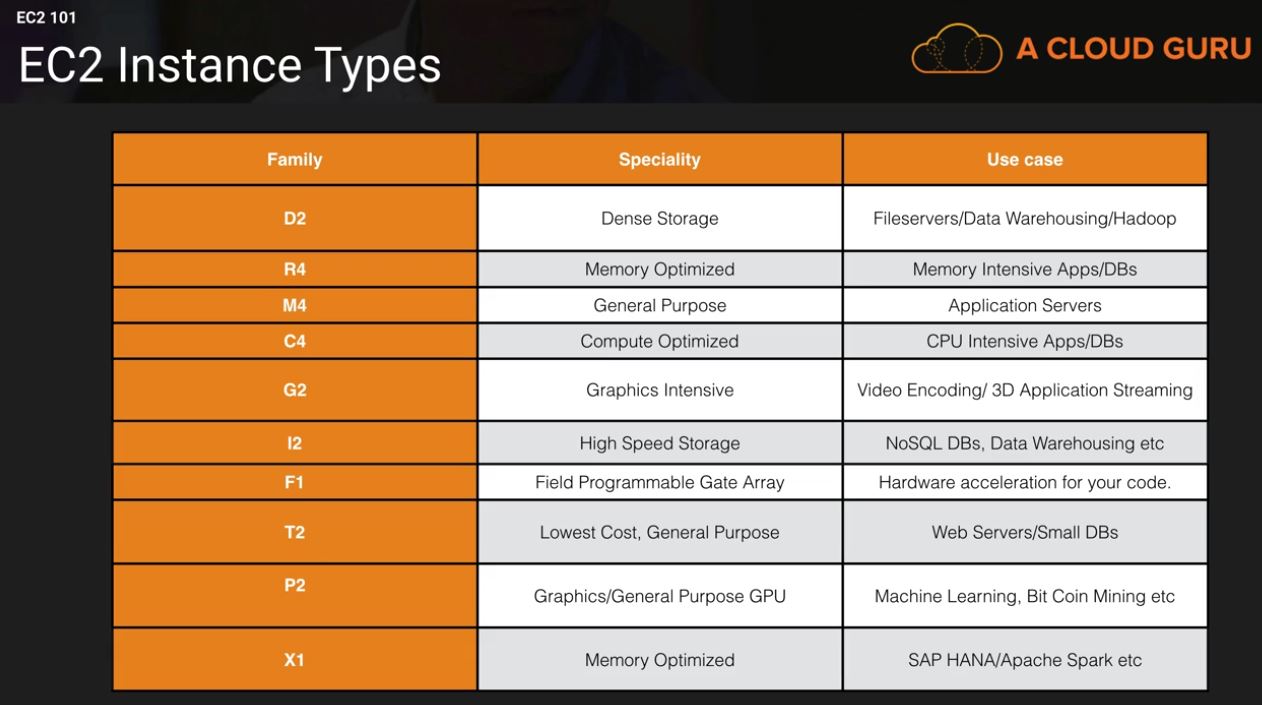 EC2 101
EC2 Instance Types
A CLOUD GURU
Family Speciality Use case
D2 Dense Storage Fileservers/Data Warehousing/Hadoop
R4 Memory Optimized Memory Intensive Apps/DBs
M4 General Purpose Application Servers
C4 Compute Optimized CPU Intensive Apps/DBs
G2 Graphics Intensive Video Encoding/ 3D Application Streaming
I2 High Speed Storage NoSQL DBs, Data Warehousing etc
F1 Field Programmable Gate Array Hardware acceleration for your code.
T2 Lowest Cost, General Purpose Web Servers/Small DBs
P2 Graphics/General Purpose GPU Machine Learning, Bit Coin Mining etc
X1 Memory Optimized SAP HANA/Apache Spark etc